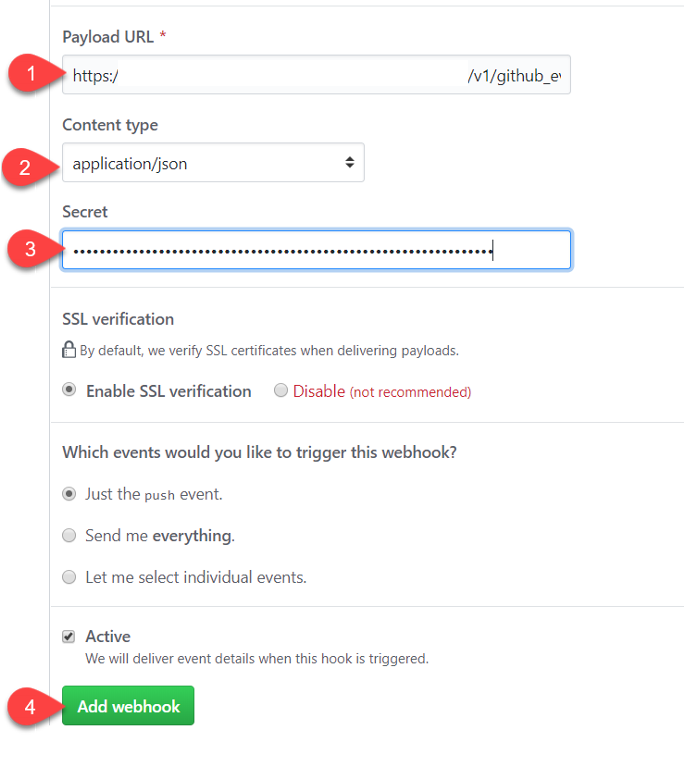 Payload URL *
1
https:/ /v1/github_ev
Content type
2
application/json
Secret
3
SSL verification
By default, we verify SSL certificates when delivering payloads.
Enable SSL verification Disable (not recommended)
Which events would you like to trigger this webhook?
Just the push event.
Send me everything.
Let me select individual events.
Active
We will deliver event details when this hook is triggered.
4
Add webhook